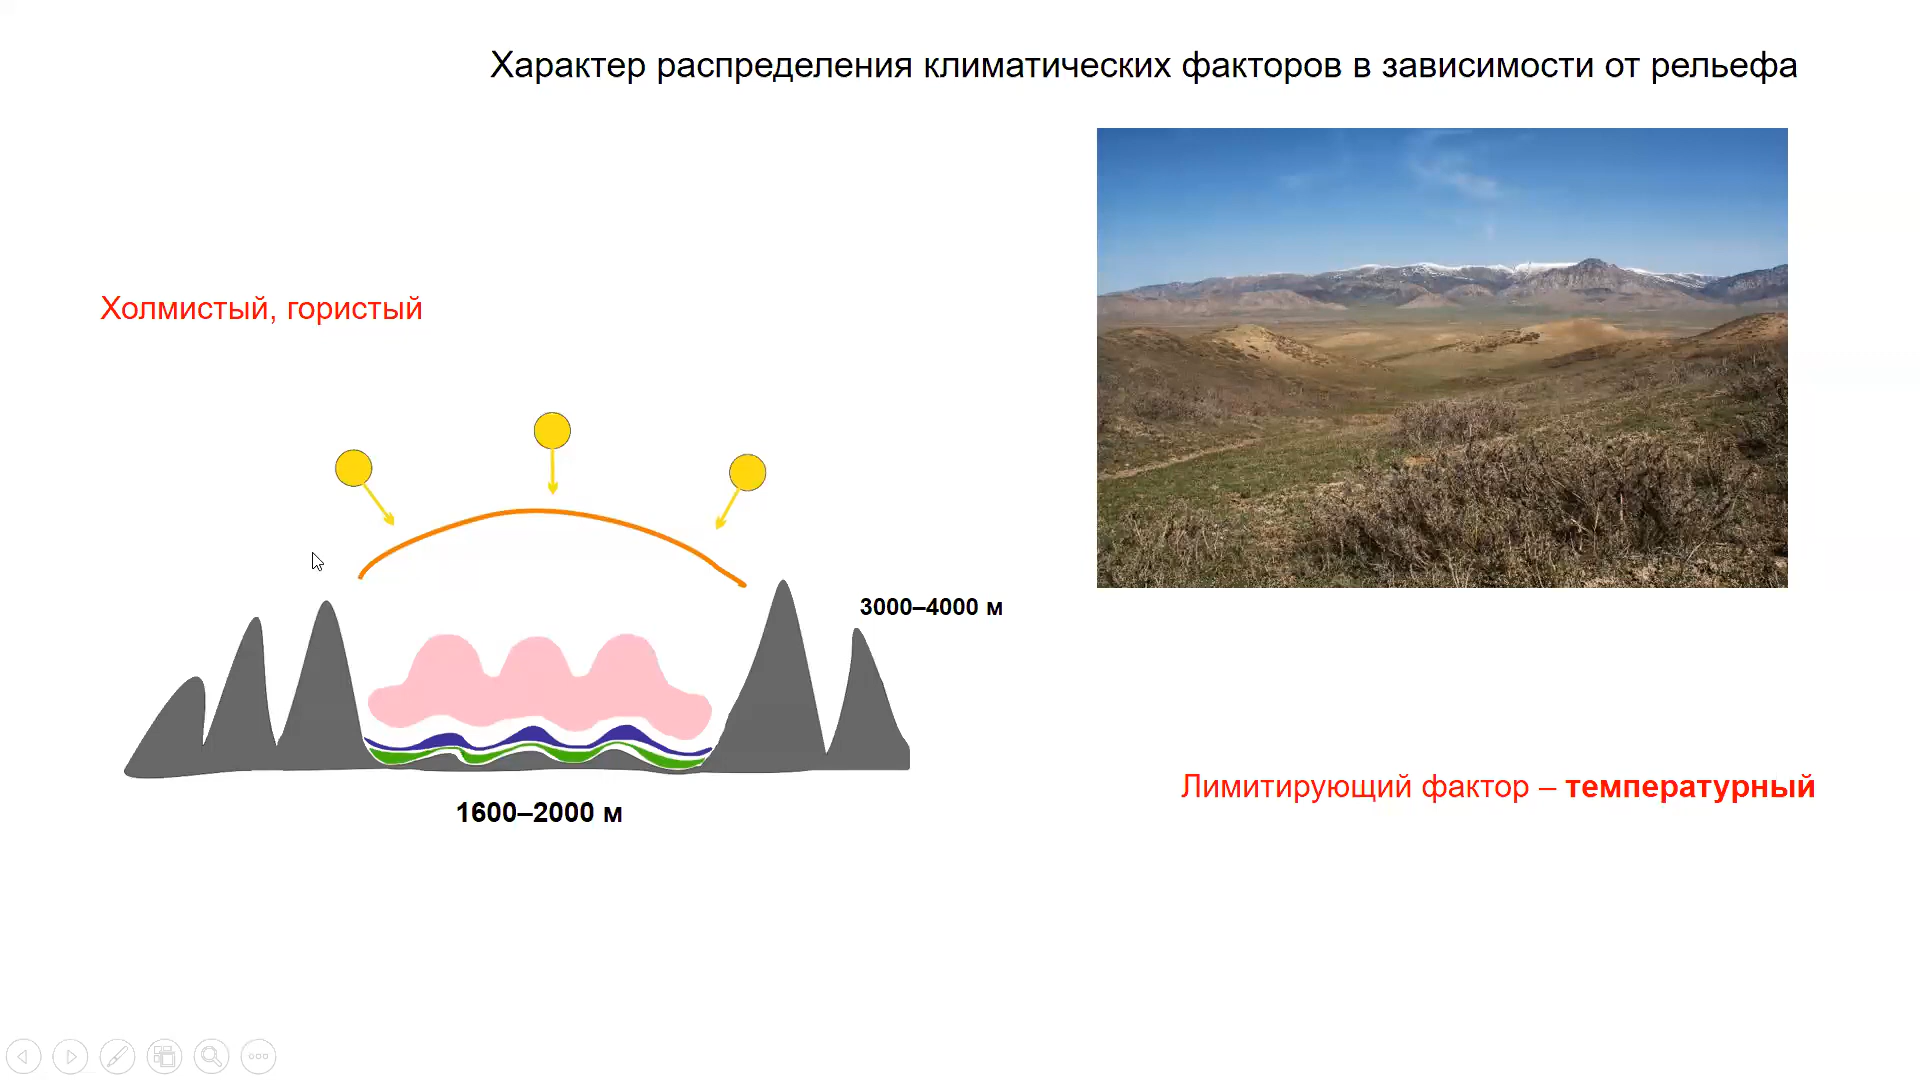 Характер распределения климатических факторов в зависимости от рельефа
Холмистый, гористый
3000–4000 м
1600–2000 м
Лимитирующий фактор – температурный